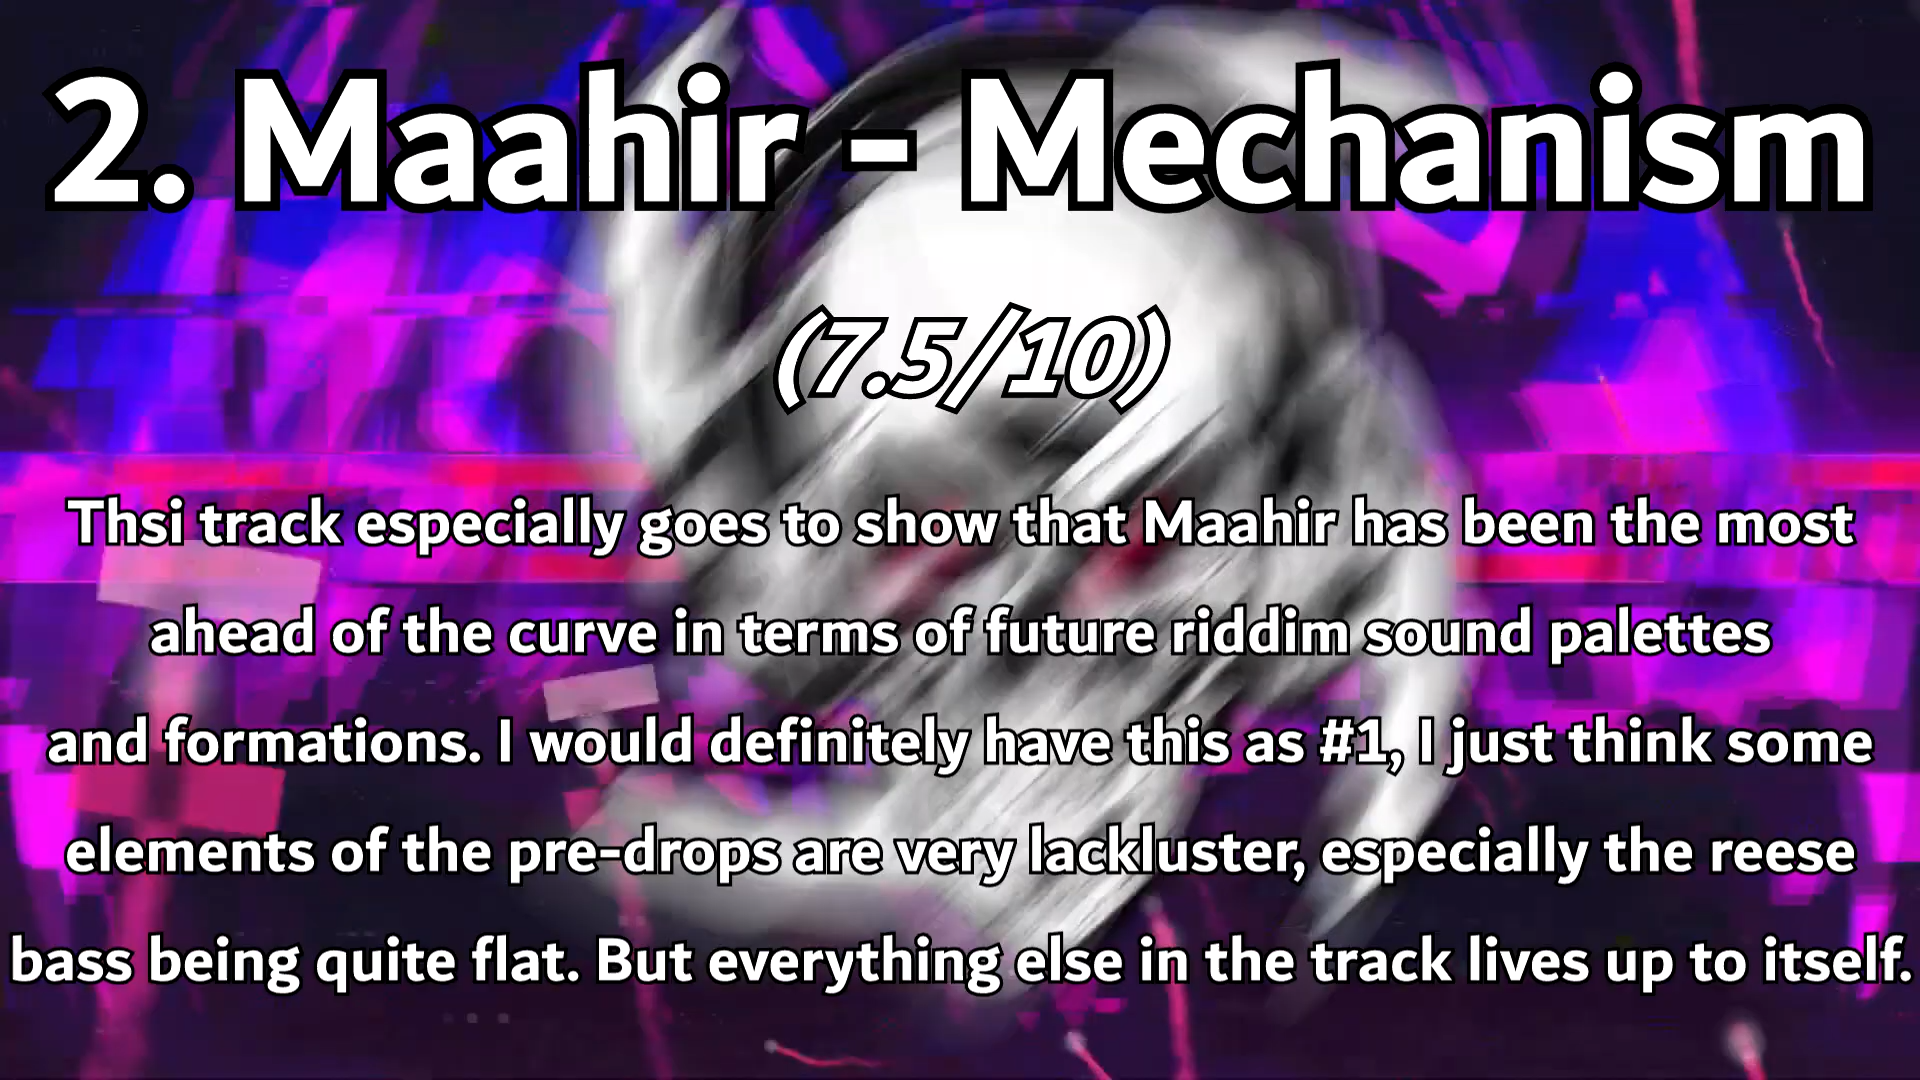 2. Maahir - Mechanism
(7.5/10)
Thsi track especially goes to show that Maahir has been the most
ahead of the curve in terms of future riddim sound palettes
and formations. I would definitely have this as #1, I just think some
elements of the pre-drops are very lackluster, especially the reese
bass being quite flat. But everything else in the track lives up to itself.